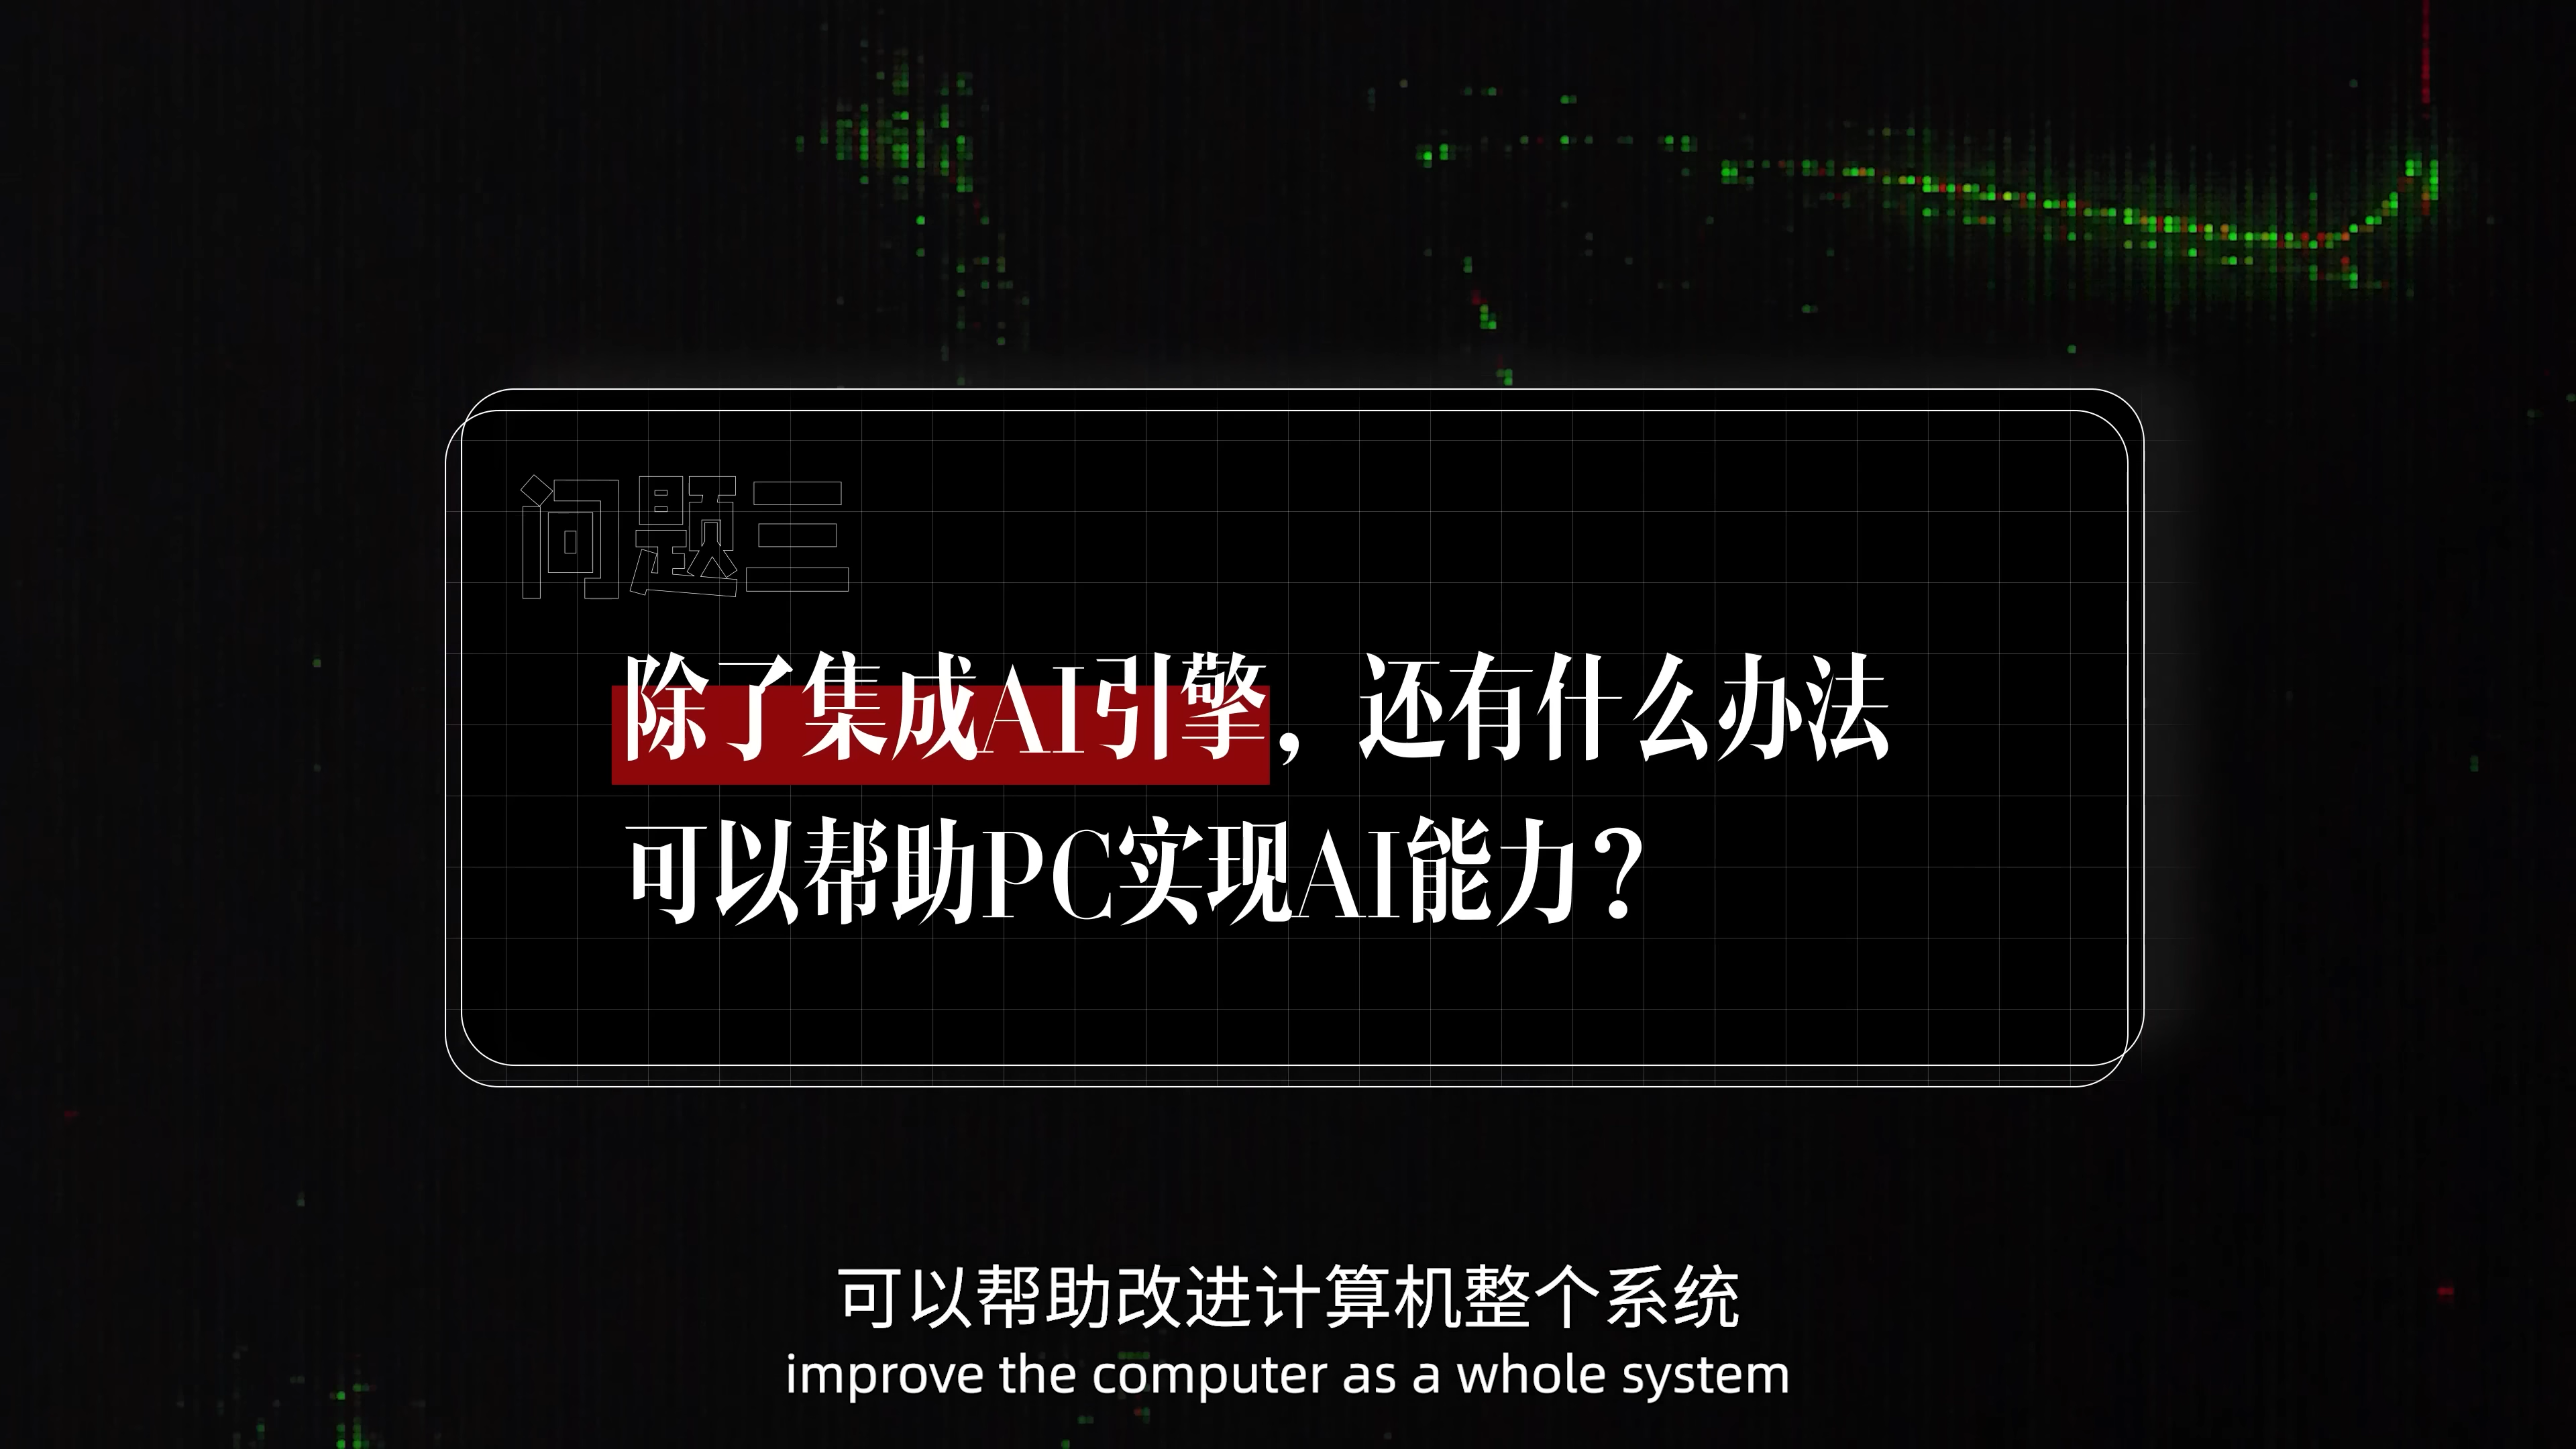 问题三
除了集成AI引擎，还有什么办法
可以帮助PC实现AI能力？
可以帮助改进计算机整个系统
improve the computer as a whole system